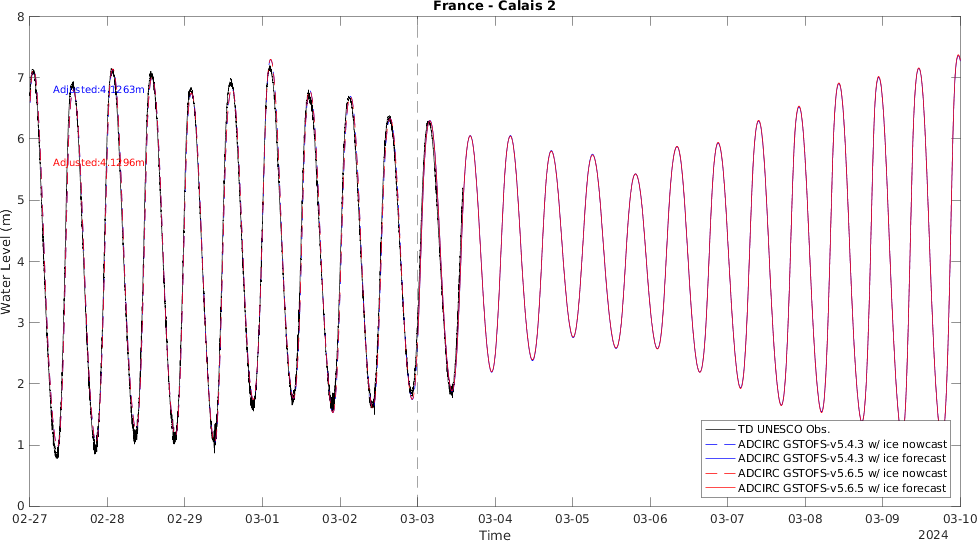 France - Calais 2
8
7
6
5
4
3
2
1
0
Water Level (m)
Adjusted:4.1263m
Adjusted:4.1296m
TD UNESCO Obs.
ADCIRC GSTOFS-v5.4.3 w/ ice nowcast
ADCIRC GSTOFS-v5.4.3 w/ ice forecast
ADCIRC GSTOFS-v5.6.5 w/ ice nowcast
ADCIRC GSTOFS-v5.6.5 w/ ice forecast
02-27 02-28 02-29 03-01 03-02 03-03 03-04 03-05 03-06 03-07 03-08 03-09 03-10
Time
2024